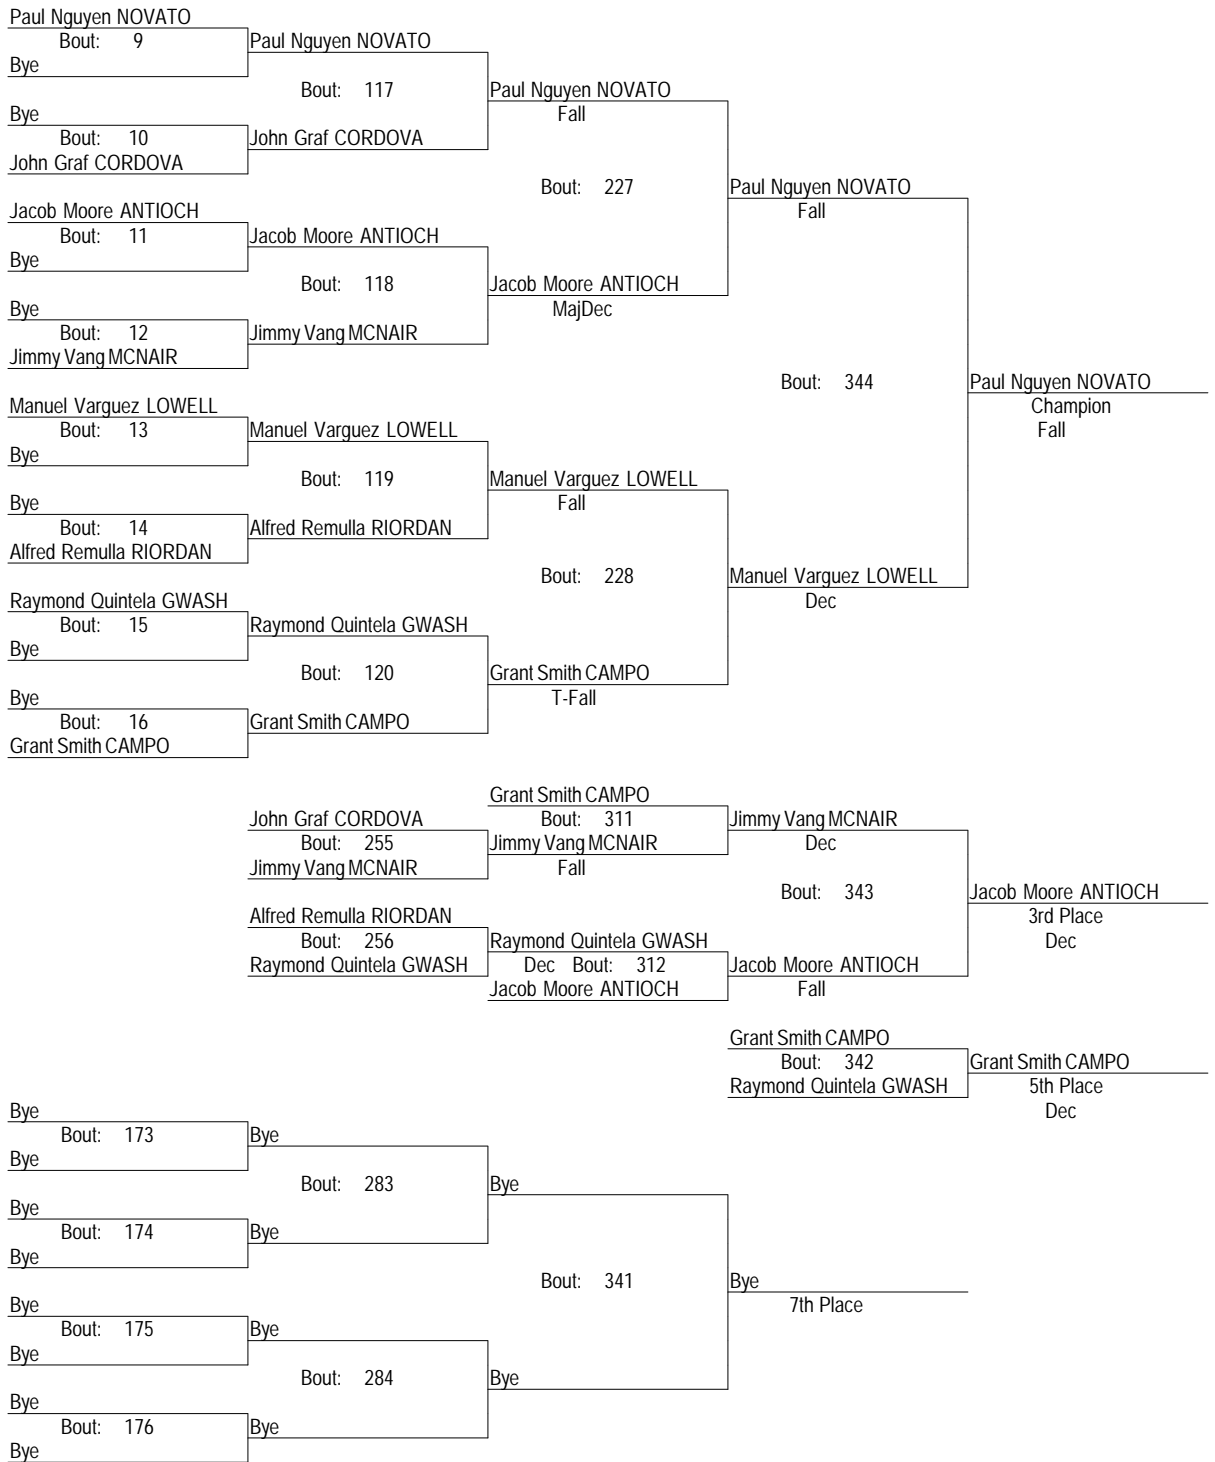 Paul Nguyen NOVATO
Bout: 9 Paul Nguyen NOVATO
Bye
Bout: 117 Paul Nguyen NOVATO
Bye Fall
Bout: 10 John Graf CORDOVA
John Graf CORDOVA
Bout: 227 Paul Nguyen NOVATO
Jacob Moore ANTIOCH Fall
Bout: 11 Jacob Moore ANTIOCH
Bye
Bout: 118 Jacob Moore ANTIOCH
Bye MajDec
Bout: 12 Jimmy Vang MCNAIR
Jimmy Vang MCNAIR
Bout: 344 Paul Nguyen NOVATO
Manuel Varguez LOWELL Champion
Bout: 13 Manuel Varguez LOWELL Fall
Bye
Bout: 119 Manuel Varguez LOWELL
Bye Fall
Bout: 14 Alfred Remulla RIORDAN
Alfred Remulla RIORDAN
Bout: 228 Manuel Varguez LOWELL
Raymond Quintela GWASH Dec
Bout: 15 Raymond Quintela GWASH
Bye
Bout: 120 Grant Smith CAMPO
Bye T-Fall
Bout: 16 Grant Smith CAMPO
Grant Smith CAMPO
Grant Smith CAMPO
John Graf CORDOVA Bout: 311 Jimmy Vang MCNAIR
Bout: 255 Jimmy Vang MCNAIR Dec
Jimmy Vang MCNAIR Fall
Bout: 343 Jacob Moore ANTIOCH
Alfred Remulla RIORDAN 3rd Place
Bout: 256 Raymond Quintela GWASH Dec
Raymond Quintela GWASH Dec Bout: 312 Jacob Moore ANTIOCH
Jacob Moore ANTIOCH Fall
Grant Smith CAMPO
Bout: 342 Grant Smith CAMPO
Raymond Quintela GWASH 5th Place
Bye Dec
Bout: 173 Bye
Bye
Bout: 283 Bye
Bye
Bout: 174 Bye
Bye
Bout: 341 Bye
Bye 7th Place
Bout: 175 Bye
Bye
Bout: 284 Bye
Bye
Bout: 176 Bye
Bye